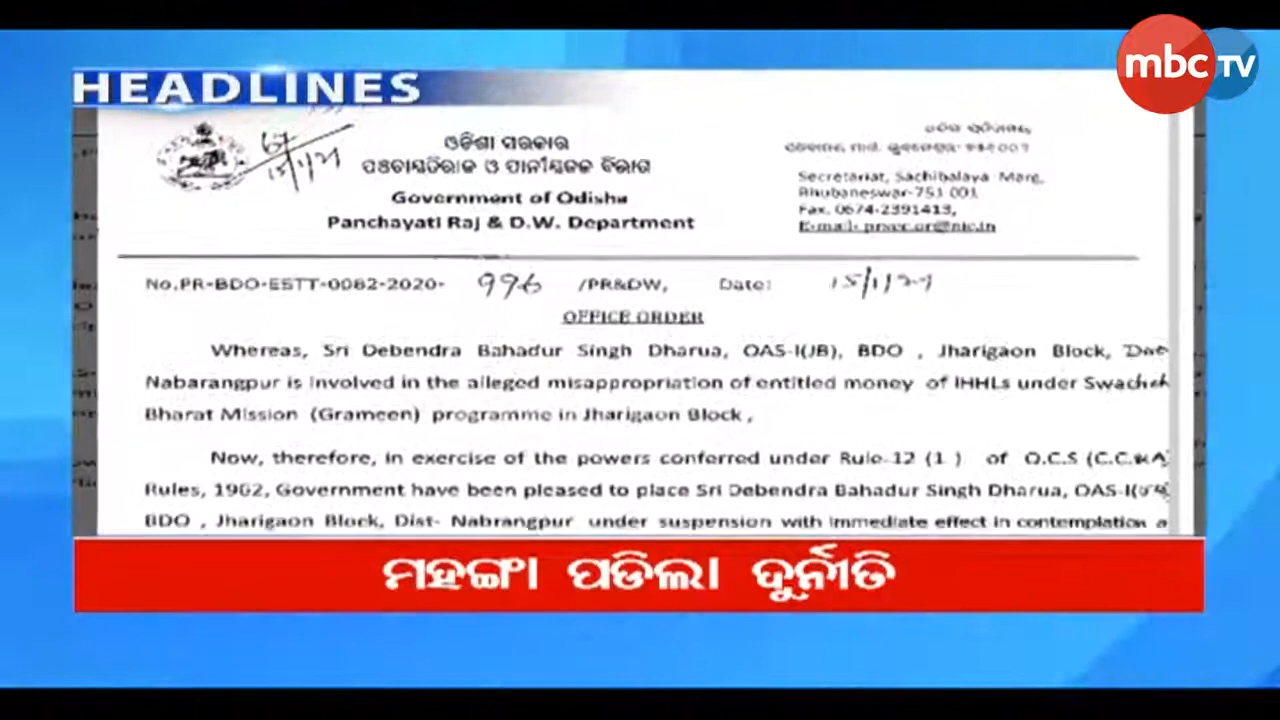 mbc TV
HEADLINES
ଓଡ଼ିଶା ସରକାର
ପଞ୍ଚାୟତିରାଜ ଓ ପାନୀୟଜଳ ବିଭାଗ
Government of Odisha
Panchayati Raj & D.W. Department
Secretariat, Sachibalaya Marg,
Bhubaneswar-751 001
Fax. 0674-2391413,
E-mail-
No.PR-BDO-ESTT-0062-2020- 996 /PR&DW, Date: 15/1/21
OFFICE ORDER
Whereas, Sri Debendra Bahadur Singh Dharua, OAS-I(JB), BDO , Jharigaon Block,
Nabarangpur is involved in the alleged misappropriation of entitled money of IHHLs under Swachch
Bharat Mission (Grameen) programme in Jharigaon Block ,
Now, therefore, in exercise of the powers conferred under Rule-12 (1 ) of O.C.S
Rules, 1962, Government have been pleased to place Sri Debendra Bahadur Singh Dharua,
BDO , Jharigaon Block, Dist- Nabrangpur under suspension with immediate effect in contemplation
ମହଙ୍ଗା ପଡିଲା ଦୁର୍ନୀତି